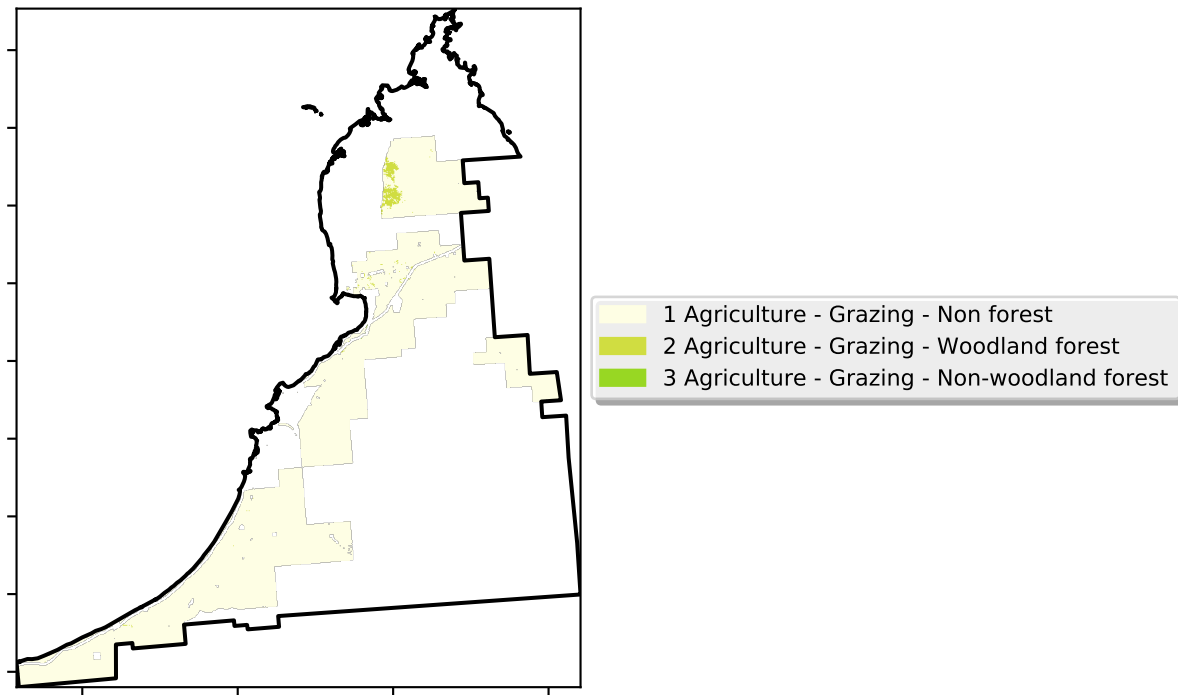 1 Agriculture - Grazing - Non forest
2 Agriculture - Grazing - Woodland forest
3 Agriculture - Grazing - Non-woodland forest